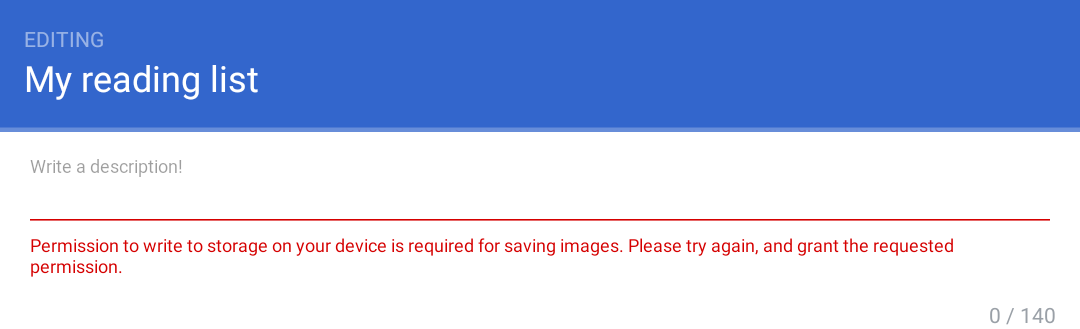 EDITING
My reading list
Write a description!
Permission to write to storage on your device is required for saving images. Please try again, and grant the requested
permission.
0 / 140